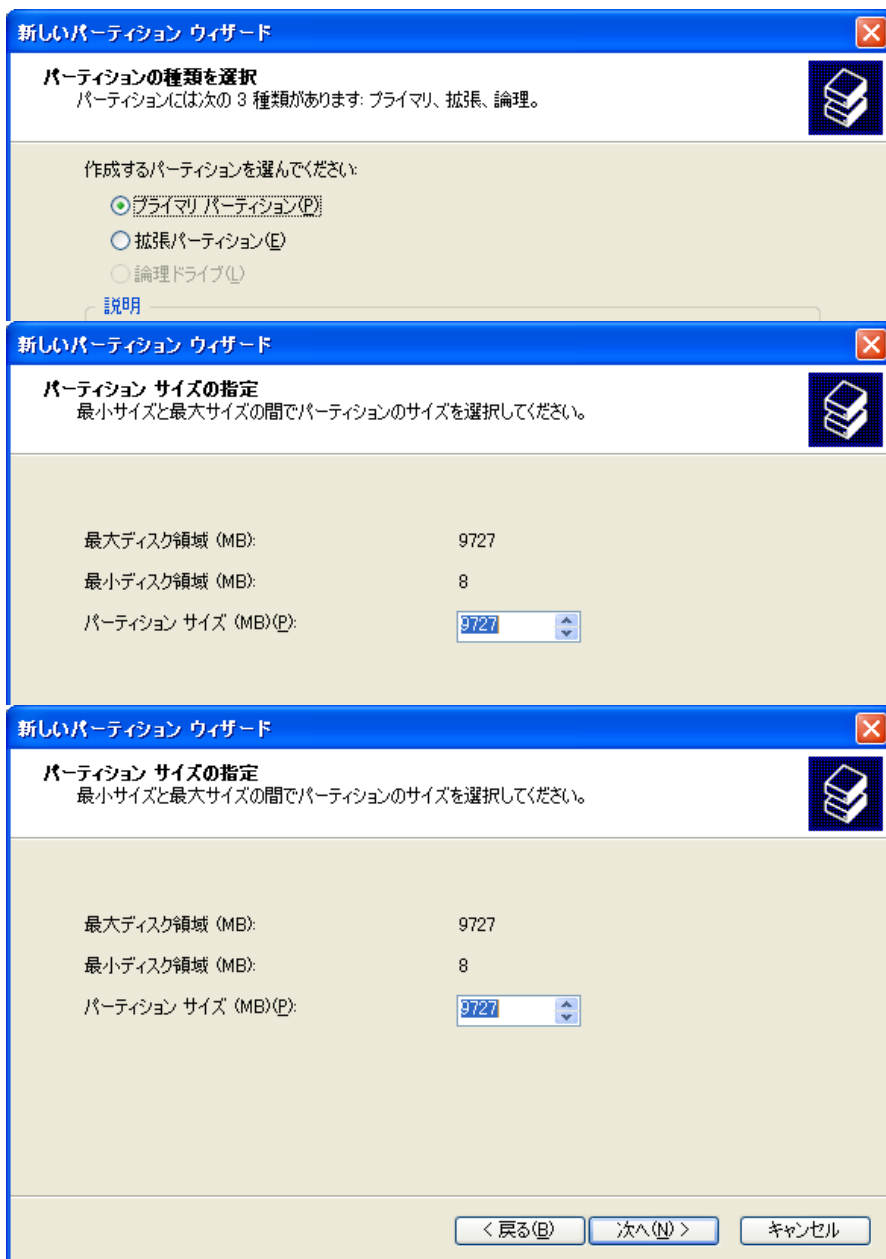 新しいパーティション ウィザード
パーティションの種類を選択
パーティションには次の 3 種類があります: プライマリ、拡張、論理。
作成するパーティションを選んでください:
プライマリ パーティション(P)
拡張パーティション(E)
論理ドライブ(L)
説明
新しいパーティション ウィザード
パーティション サイズの指定
最小サイズと最大サイズの間でパーティションのサイズを選択してください。
最大ディスク領域 (MB): 9727
最小ディスク領域 (MB): 8
パーティション サイズ (MB)(P): 9727
新しいパーティション ウィザード
パーティション サイズの指定
最小サイズと最大サイズの間でパーティションのサイズを選択してください。
最大ディスク領域 (MB): 9727
最小ディスク領域 (MB): 8
パーティション サイズ (MB)(P): 9727
< 戻る(B) 次へ(N) > キャンセル